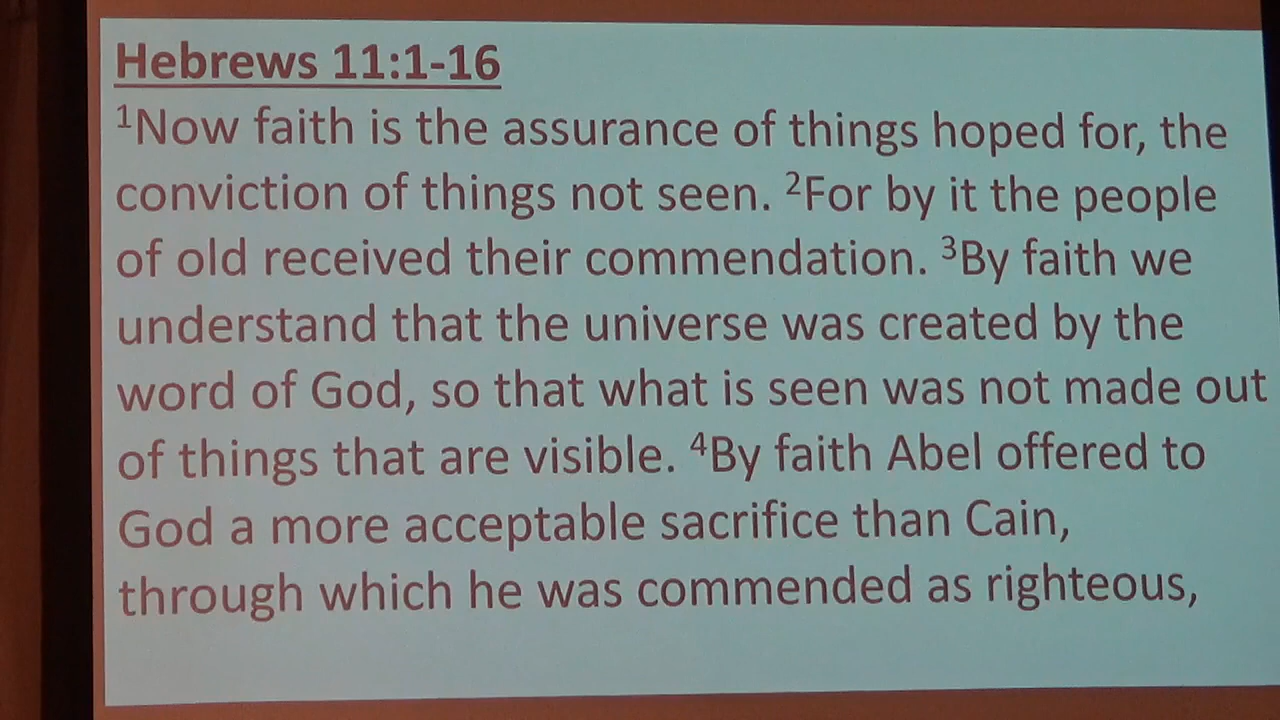 Hebrews 11:1-16
¹Now faith is the assurance of things hoped for, the
conviction of things not seen. ²For by it the people
of old received their commendation. ³By faith we
understand that the universe was created by the
word of God, so that what is seen was not made out
of things that are visible. ⁴By faith Abel offered to
God a more acceptable sacrifice than Cain,
through which he was commended as righteous,